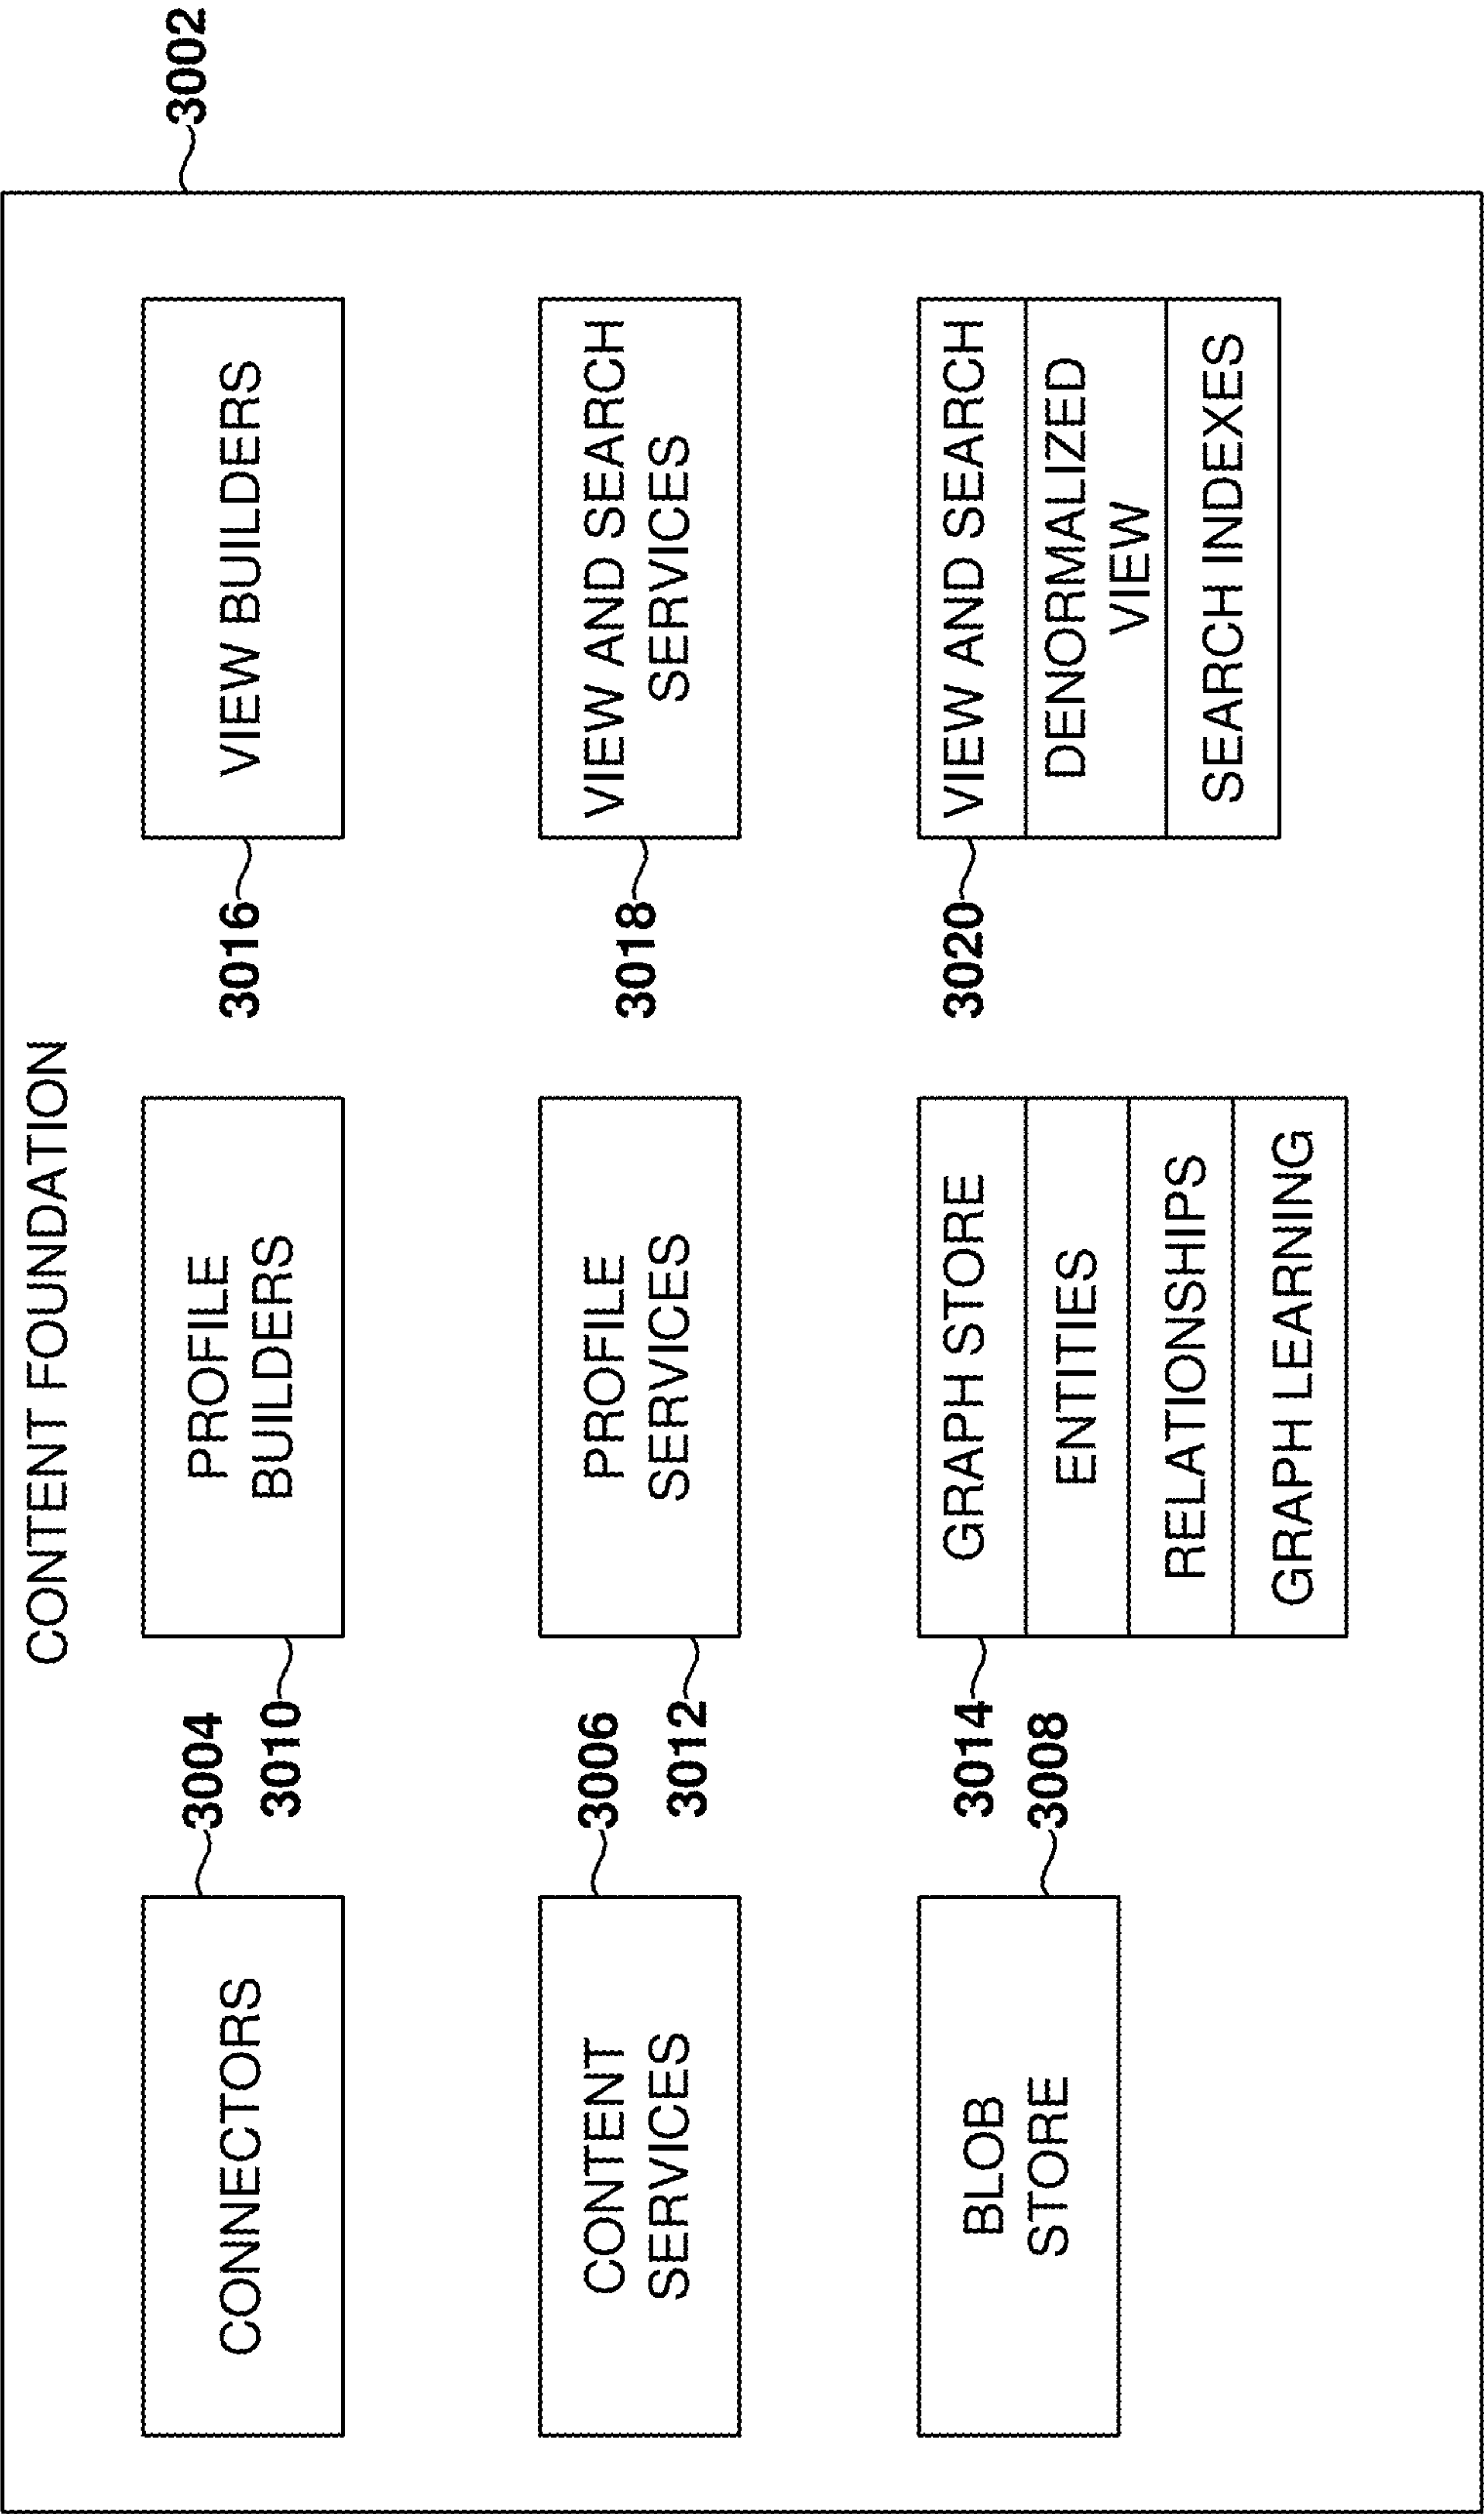 CONTENT FOUNDATION
3002
CONNECTORS
3004
PROFILE
BUILDERS
3010
VIEW BUILDERS
3016
CONTENT
SERVICES
3006
PROFILE
SERVICES
3012
VIEW AND SEARCH
SERVICES
3018
BLOB
STORE
3008
GRAPH STORE
ENTITIES
RELATIONSHIPS
GRAPH LEARNING
3014
VIEW AND SEARCH
DENORMALIZED
VIEW
SEARCH INDEXES
3020